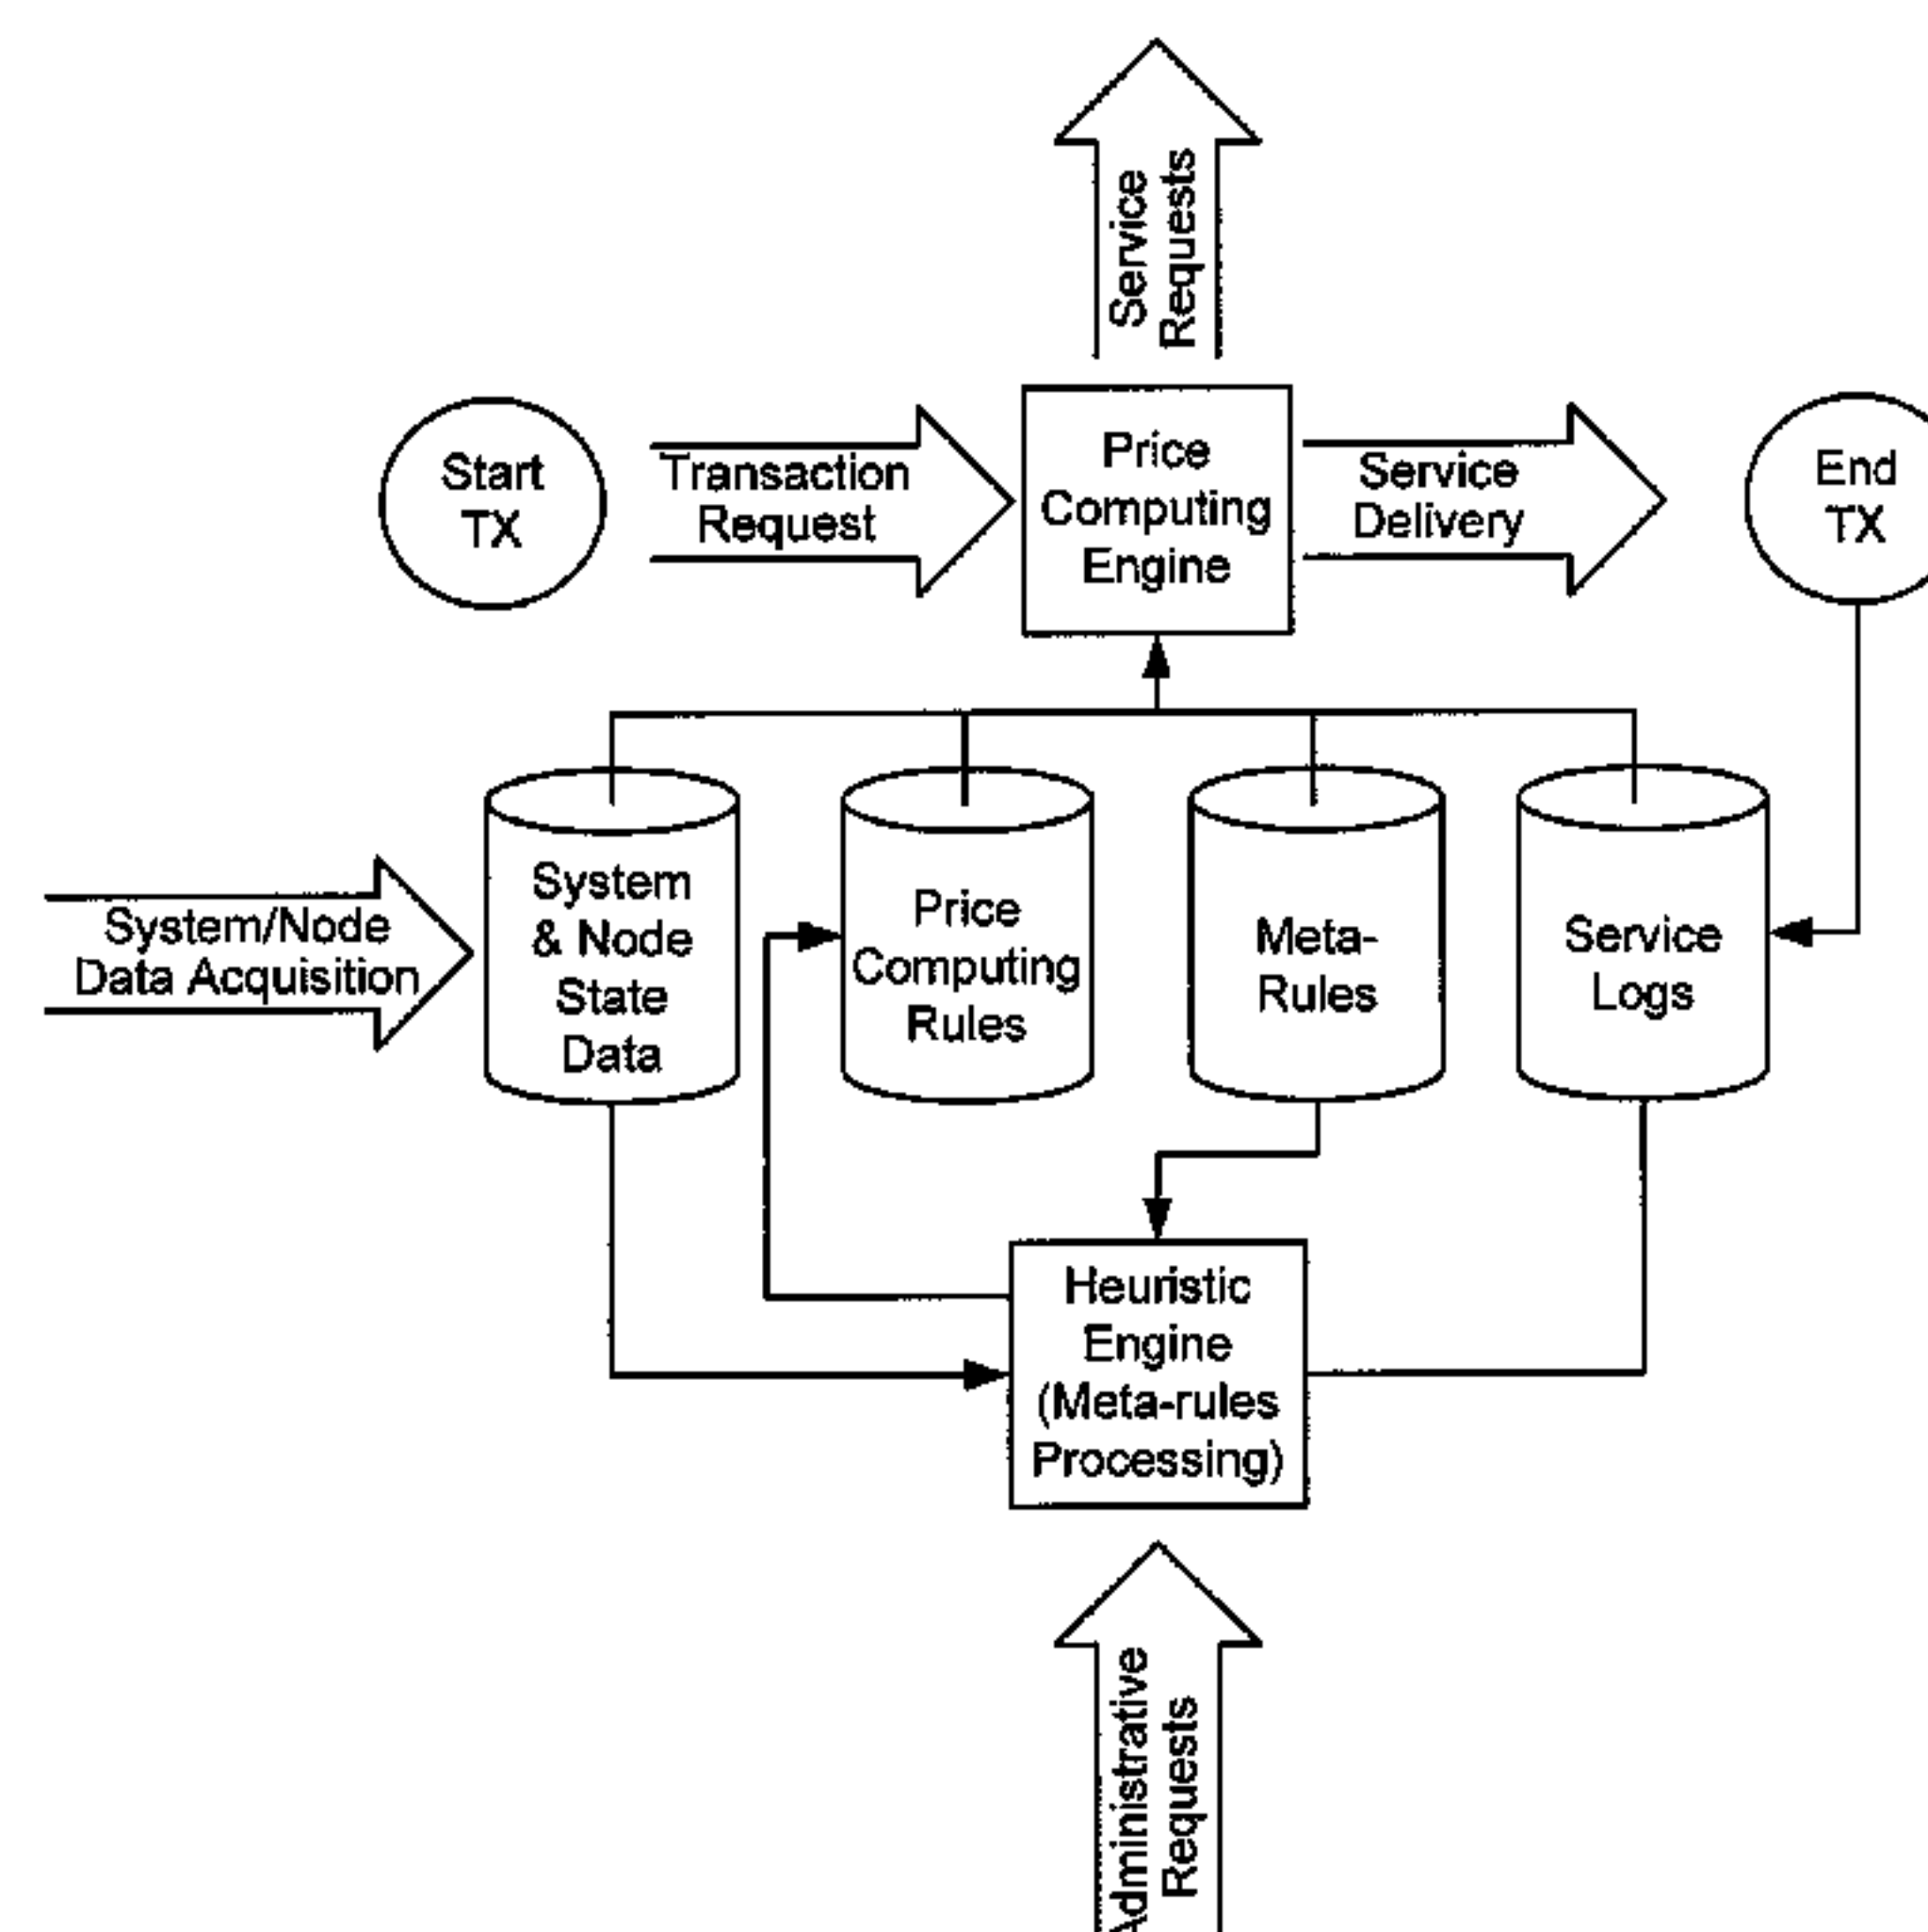 Service
Requests
Start
TX
Transaction
Request
Price
Computing
Engine
Service
Delivery
End
TX
System/Node
Data Acquisition
System
& Node
State
Data
Price
Computing
Rules
Meta-
Rules
Service
Logs
Heuristic
Engine
(Meta-rules
Processing)
Administrative
Requests